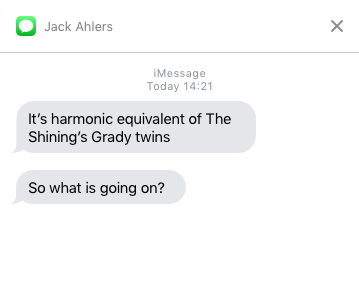 Jack Ahlers
iMessage
Today 14:21
It’s harmonic equivalent of The
Shining’s Grady twins
So what is going on?